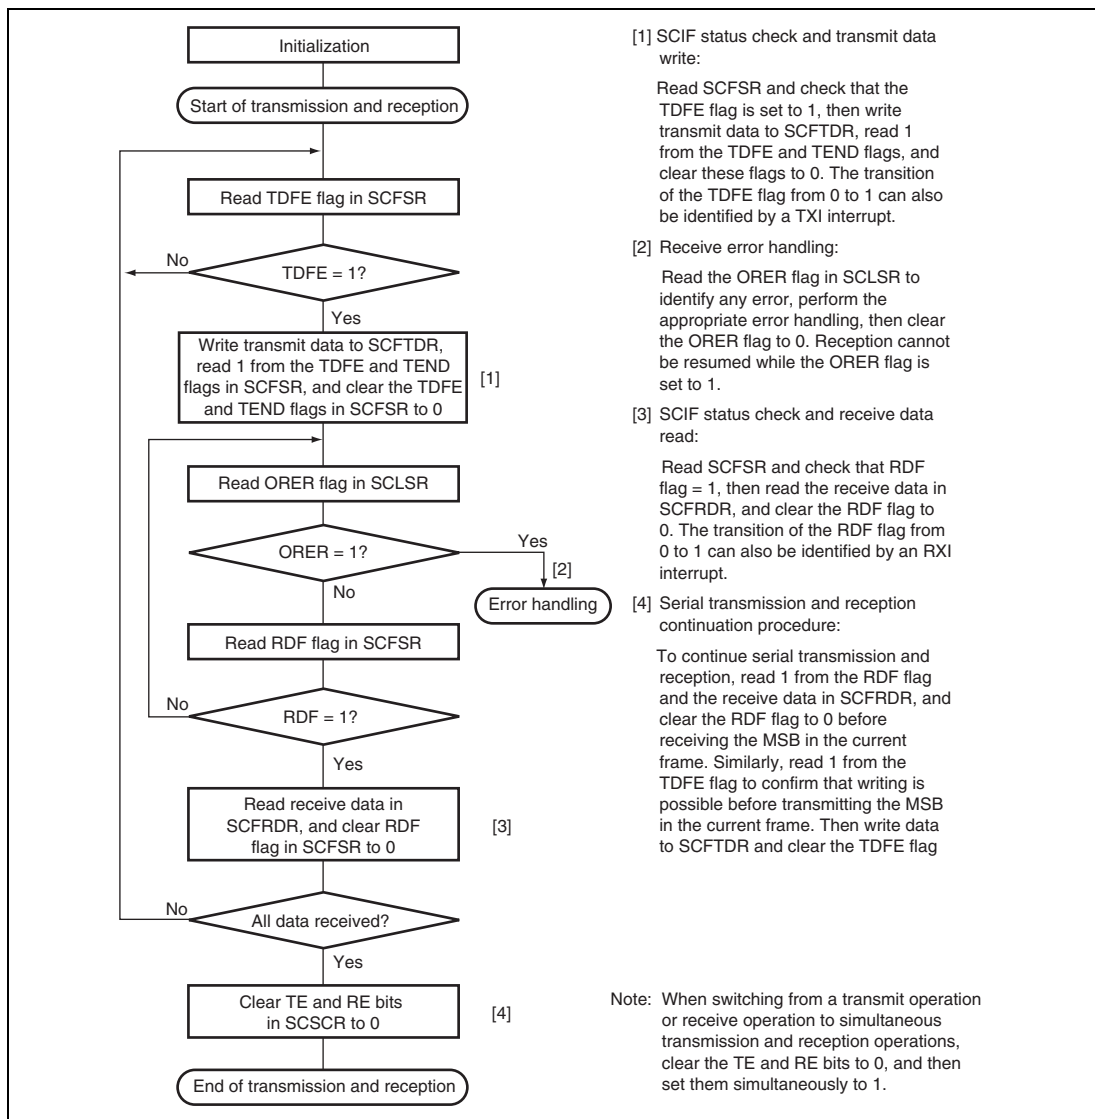 Initialization
Start of transmission and reception
Read TDFE flag in SCFSR
No
TDFE = 1?
Yes
Write transmit data to SCFTDR,
read 1 from the TDFE and TEND
flags in SCFSR, and clear the TDFE
and TEND flags in SCFSR to 0
[1]
Read ORER flag in SCLSR
ORER = 1?
Yes
[2]
Error handling
No
Read RDF flag in SCFSR
No
RDF = 1?
Yes
Read receive data in
SCFRDR, and clear RDF
flag in SCFSR to 0
[3]
No
All data received?
Yes
Clear TE and RE bits
in SCSCR to 0
[4]
End of transmission and reception
[1] SCIF status check and transmit data
write:
Read SCFSR and check that the
TDFE flag is set to 1, then write
transmit data to SCFTDR, read 1
from the TDFE and TEND flags, and
clear these flags to 0. The transition
of the TDFE flag from 0 to 1 can also
be identified by a TXI interrupt.
[2] Receive error handling:
Read the ORER flag in SCLSR to
identify any error, perform the
appropriate error handling, then clear
the ORER flag to 0. Reception cannot
be resumed while the ORER flag is
set to 1.
[3] SCIF status check and receive data
read:
Read SCFSR and check that RDF
flag = 1, then read the receive data in
SCFRDR, and clear the RDF flag to
0. The transition of the RDF flag from
0 to 1 can also be identified by an RXI
interrupt.
[4] Serial transmission and reception
continuation procedure:
To continue serial transmission and
reception, read 1 from the RDF flag
and the receive data in SCFRDR, and
clear the RDF flag to 0 before
receiving the MSB in the current
frame. Similarly, read 1 from the
TDFE flag to confirm that writing is
possible before transmitting the MSB
in the current frame. Then write data
to SCFTDR and clear the TDFE flag
Note: When switching from a transmit operation
or receive operation to simultaneous
transmission and reception operations,
clear the TE and RE bits to 0, and then
set them simultaneously to 1.